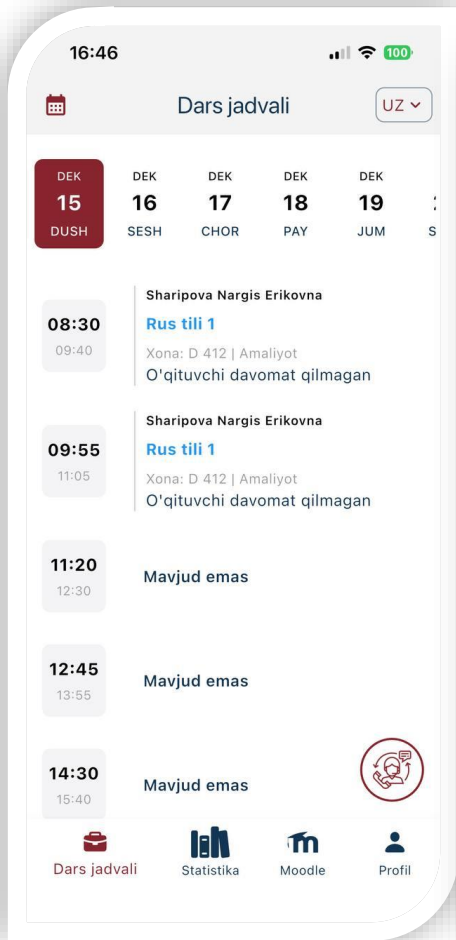 16:46
100
Dars jadvali
UZ
DEK DEK DEK DEK DEK
15 16 17 18 19
DUSH SESH CHOR PAY JUM S
Sharipova Nargis Erikovna
08:30
Rus tili 1
09:40
Xona: D 412 | Amaliyot
O'qituvchi davomat qilmagan
Sharipova Nargis Erikovna
09:55
Rus tili 1
11:05
Xona: D 412 | Amaliyot
O'qituvchi davomat qilmagan
11:20
Mavjud emas
12:30
12:45
Mavjud emas
13:55
14:30
Mavjud emas
15:40
Dars jadvali Statistika Moodle Profil